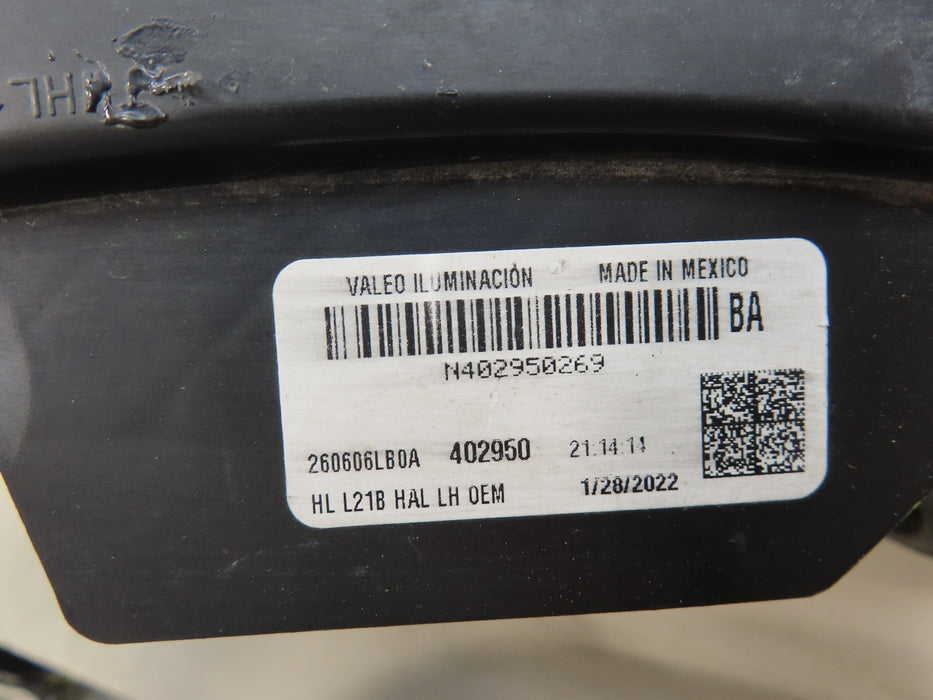 VALEO ILUMINACIÓN MADE IN MEXICO
BA
N402950269
260606LB0A 402950 21:14:14
HL L21B HAL LH OEM 1/28/2022